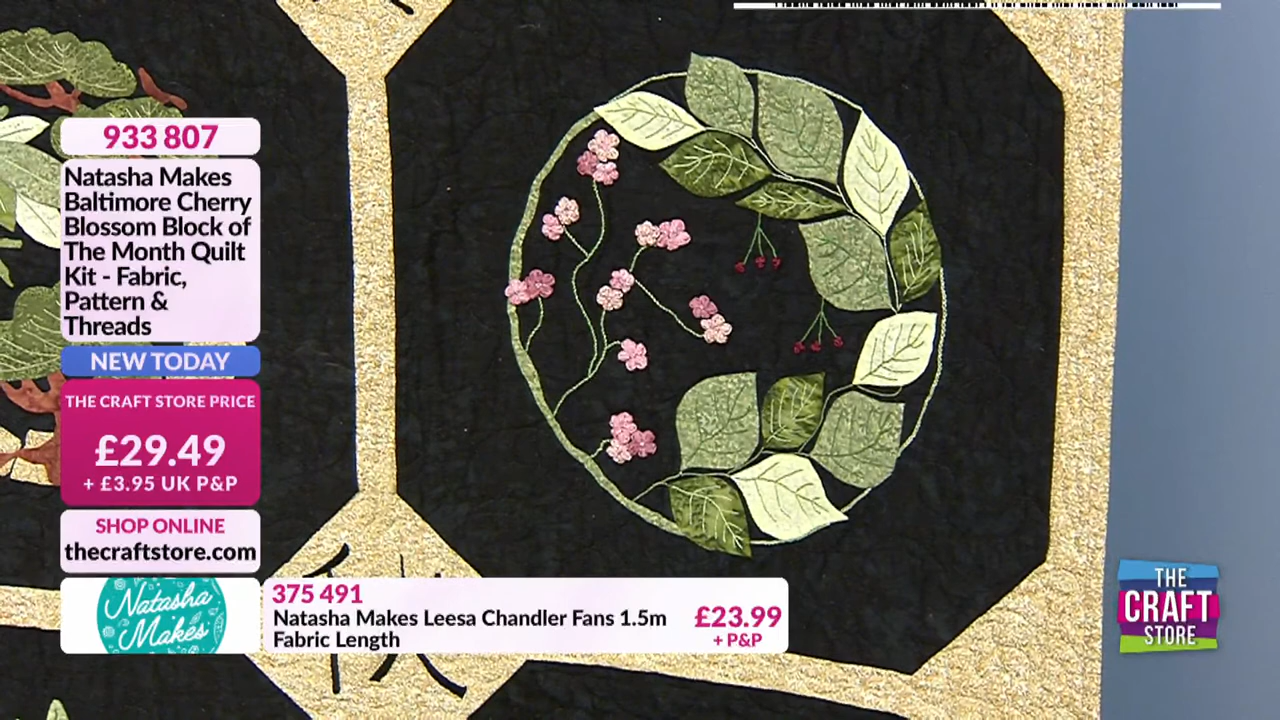 933 807
Natasha Makes
Baltimore Cherry
Blossom Block of
The Month Quilt
Kit - Fabric,
Pattern &
Threads
NEW TODAY
THE CRAFT STORE PRICE
£29.49
+ £3.95 UK P&P
SHOP ONLINE
thecraftstore.com
Natasha
Makes
375 491
Natasha Makes Leesa Chandler Fans 1.5m
Fabric Length
£23.99
+ P&P
THE
CRAFT
STORE